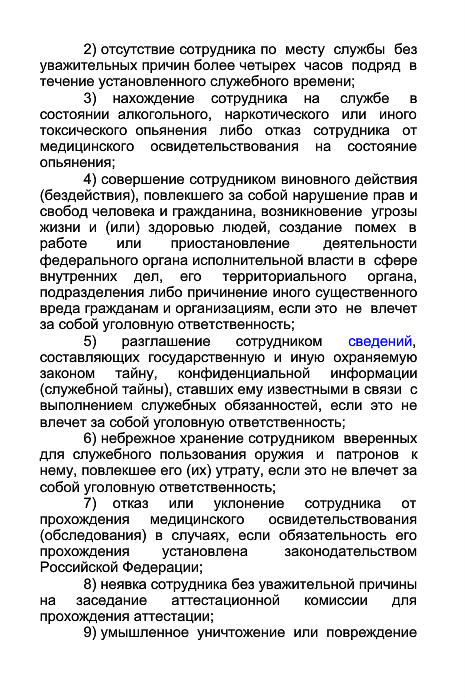 2) отсутствие сотрудника по месту службы без
уважительных причин более четырех часов подряд в
течение установленного служебного времени;
3) нахождение сотрудника на службе в
состоянии алкогольного, наркотического или иного
токсического опьянения либо отказ сотрудника от
медицинского освидетельствования на состояние
опьянения;
4) совершение сотрудником виновного действия
(бездействия), повлекшего за собой нарушение прав и
свобод человека и гражданина, возникновение угрозы
жизни и (или) здоровью людей, создание помех в
работе или приостановление деятельности
федерального органа исполнительной власти в сфере
внутренних дел, его территориального органа,
подразделения либо причинение иного существенного
вреда гражданам и организациям, если это не влечет
за собой уголовную ответственность;
5) разглашение сотрудником сведений,
составляющих государственную и иную охраняемую
законом тайну, конфиденциальной информации
(служебной тайны), ставших ему известными в связи с
выполнением служебных обязанностей, если это не
влечет за собой уголовную ответственность;
6) небрежное хранение сотрудником вверенных
для служебного пользования оружия и патронов к
нему, повлекшее его (их) утрату, если это не влечет за
собой уголовную ответственность;
7) отказ или уклонение сотрудника от
прохождения медицинского освидетельствования
(обследования) в случаях, если обязательность его
прохождения установлена законодательством
Российской Федерации;
8) неявка сотрудника без уважительной причины
на заседание аттестационной комиссии для
прохождения аттестации;
9) умышленное уничтожение или повреждение